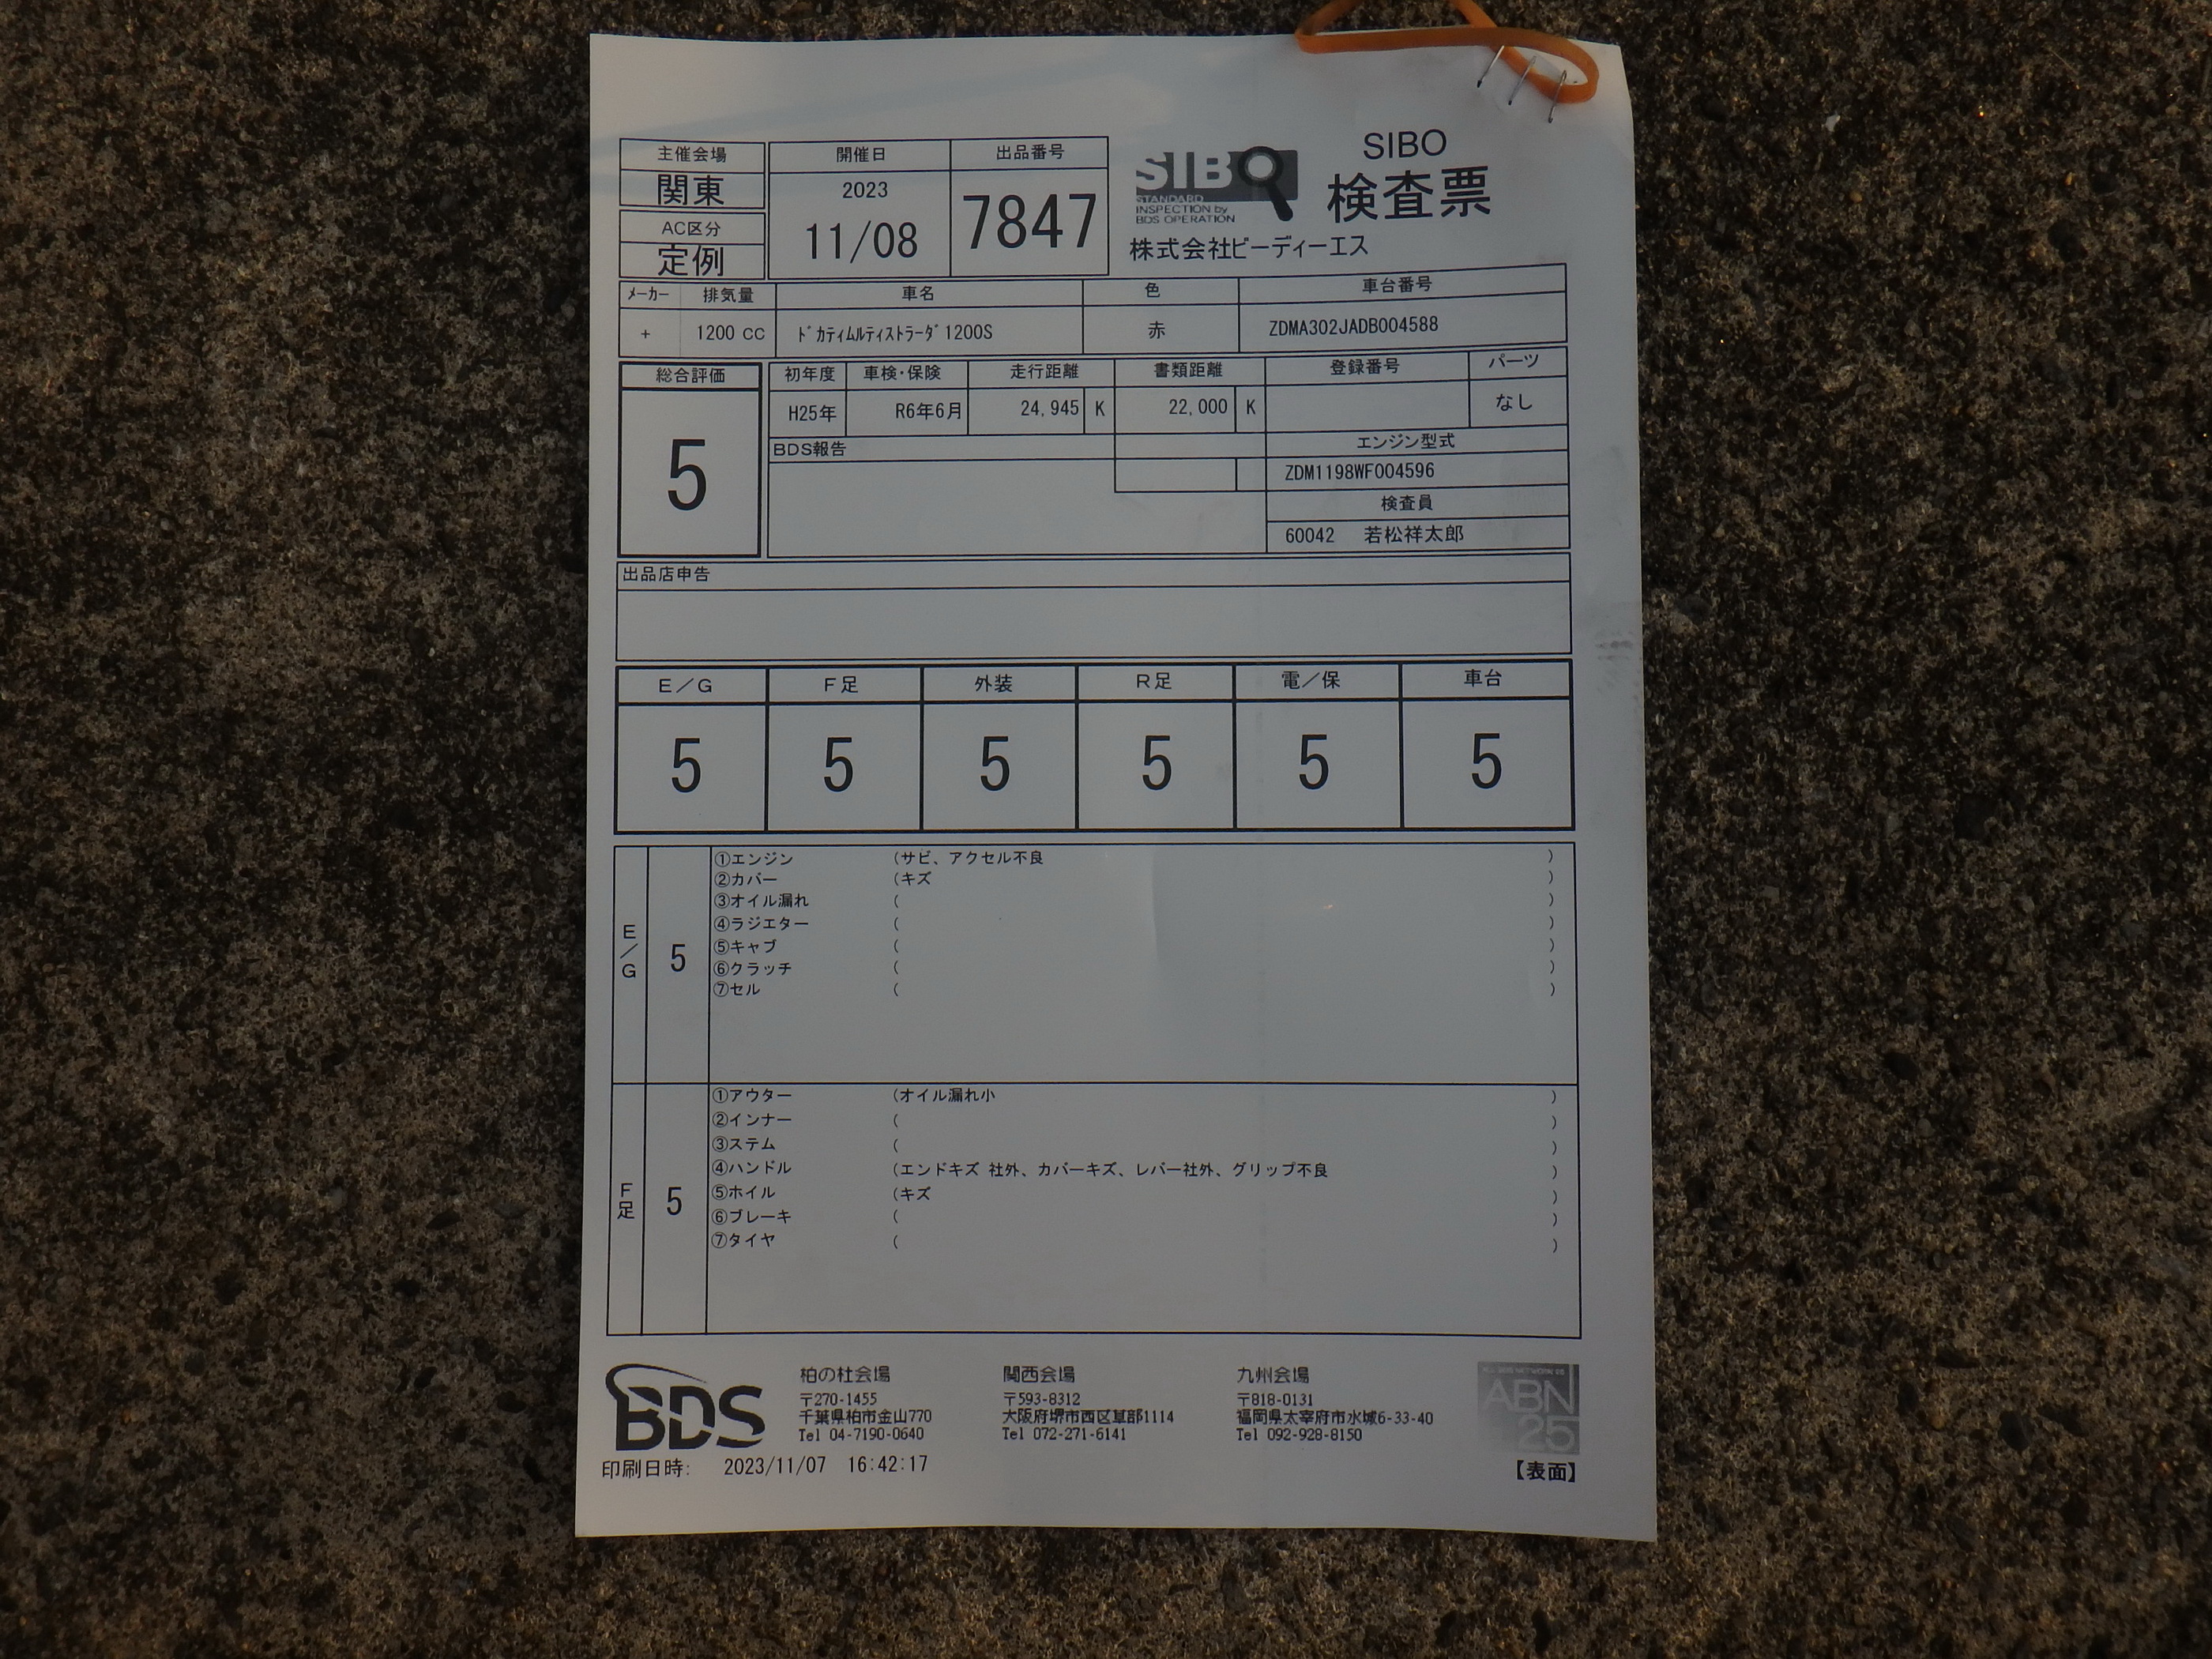 主催会場
関東
AC区分
定例
開催日
2023
11/08
出品番号
7847
SIBO
STANDARD
INSPECTION by
BDS OPERATION
SIBO
検査票
株式会社ビーディーエス
ﾒｰｶｰ 排気量 車名 色 車台番号
+ 1200 CC ﾄﾞｶﾃｨﾑﾙﾃｨｽﾄﾗｰﾀﾞ1200S 赤 ZDMA302JADB004588
総合評価
5
初年度 車検・保険 走行距離 書類距離 登録番号 パーツ
H25年 R6年6月 24,945 K 22,000 K なし
BDS報告
エンジン型式
ZDM1198WF004596
検査員
60042 若松祥太郎
出品店申告
E/G F足 外装 R足 電/保 車台
5 5 5 5 5 5
E/G
5
①エンジン (サビ、アクセル不良 )
②カバー (キズ )
③オイル漏れ ( )
④ラジエター ( )
⑤キャブ ( )
⑥クラッチ ( )
⑦セル ( )
F足
5
①アウター (オイル漏れ小 )
②インナー ( )
③ステム ( )
④ハンドル (エンドキズ 社外、カバーキズ、レバー社外、グリップ不良 )
⑤ホイル (キズ )
⑥ブレーキ ( )
⑦タイヤ ( )
BDS
柏の杜会場
〒270-1455
千葉県柏市金山770
Tel 04-7190-0640
関西会場
〒593-8312
大阪府堺市西区草部1114
Tel 072-271-6141
九州会場
〒818-0131
福岡県太宰府市水城6-33-40
Tel 092-928-8150
ABN
25
印刷日時: 2023/11/07 16:42:17
【表面】